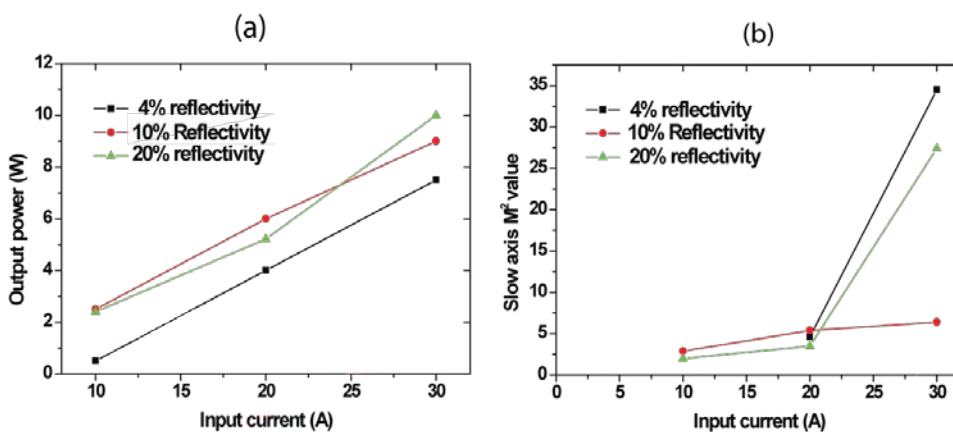 (a)
12
10
8
6
4
2
0
Output power (W)
4% reflectivity
10% Reflectivity
20% reflectivity
10 15 20 25 30
Input current (A)
(b)
35
30
25
20
15
10
5
0
Slow axis M² value
4% reflectivity
10% Reflectivity
20% reflectivity
0 5 10 15 20 25 30
Input current (A)